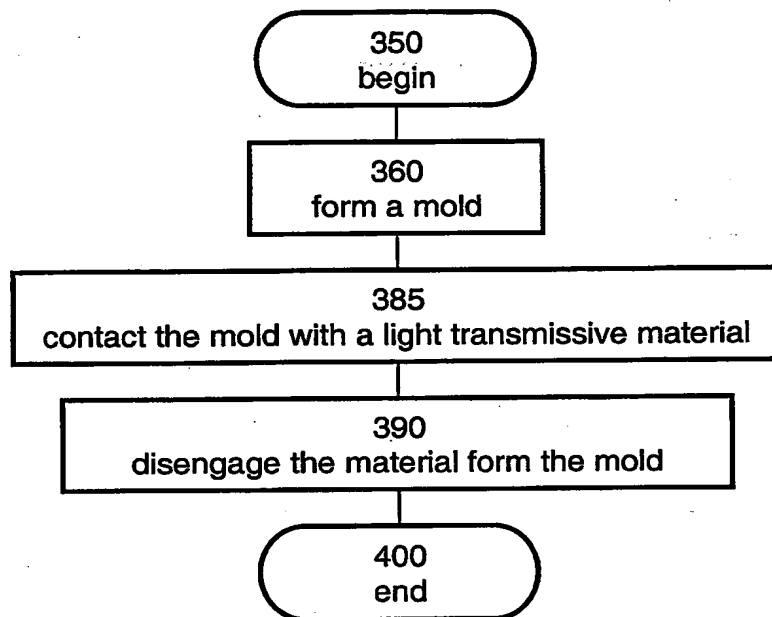 350
begin
360
form a mold
385
contact the mold with a light transmissive material
390
disengage the material form the mold
400
end